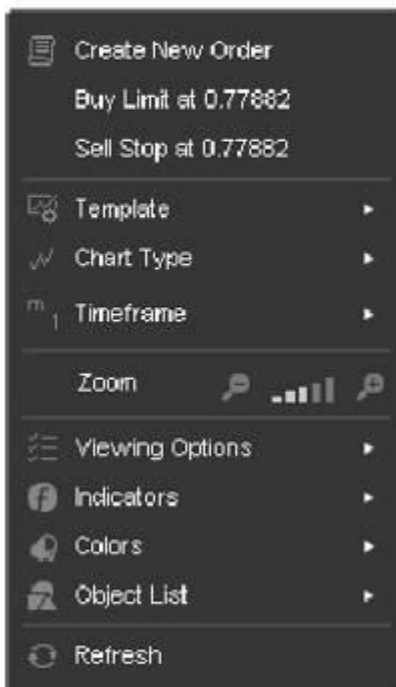 Create New Order
Buy Limit at 0.77882
Sell Stop at 0.77882
Template
Chart Type
m1 Timeframe
Zoom
Viewing Options
Indicators
Colors
Object List
Refresh